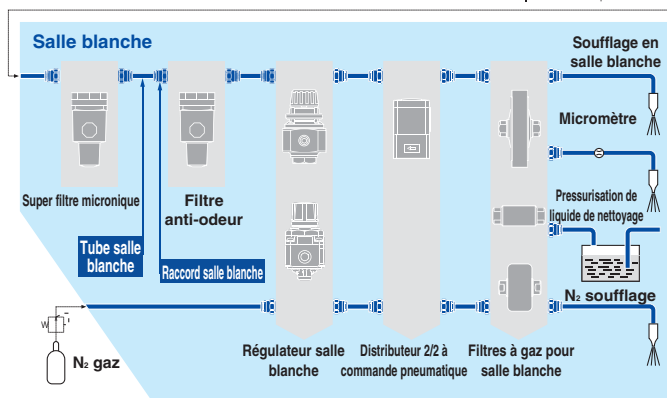 Salle blanche
Soufflage en
salle blanche
Micromètre
Super filtre micronique
Filtre
anti-odeur
Pressurisation de
liquide de nettoyage
Tube salle
blanche
Raccord salle blanche
N₂ soufflage
W
N₂ gaz
Régulateur salle
blanche
Distributeur 2/2 à
commande pneumatique
Filtres à gaz pour
salle blanche